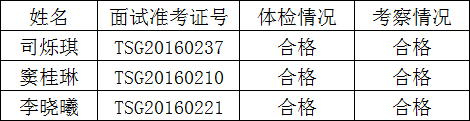 姓名 面试准考证号 体检情况 考察情况
司烁琪 TSG20160237 合格 合格
窦桂琳 TSG20160210 合格 合格
李晓曦 TSG20160221 合格 合格